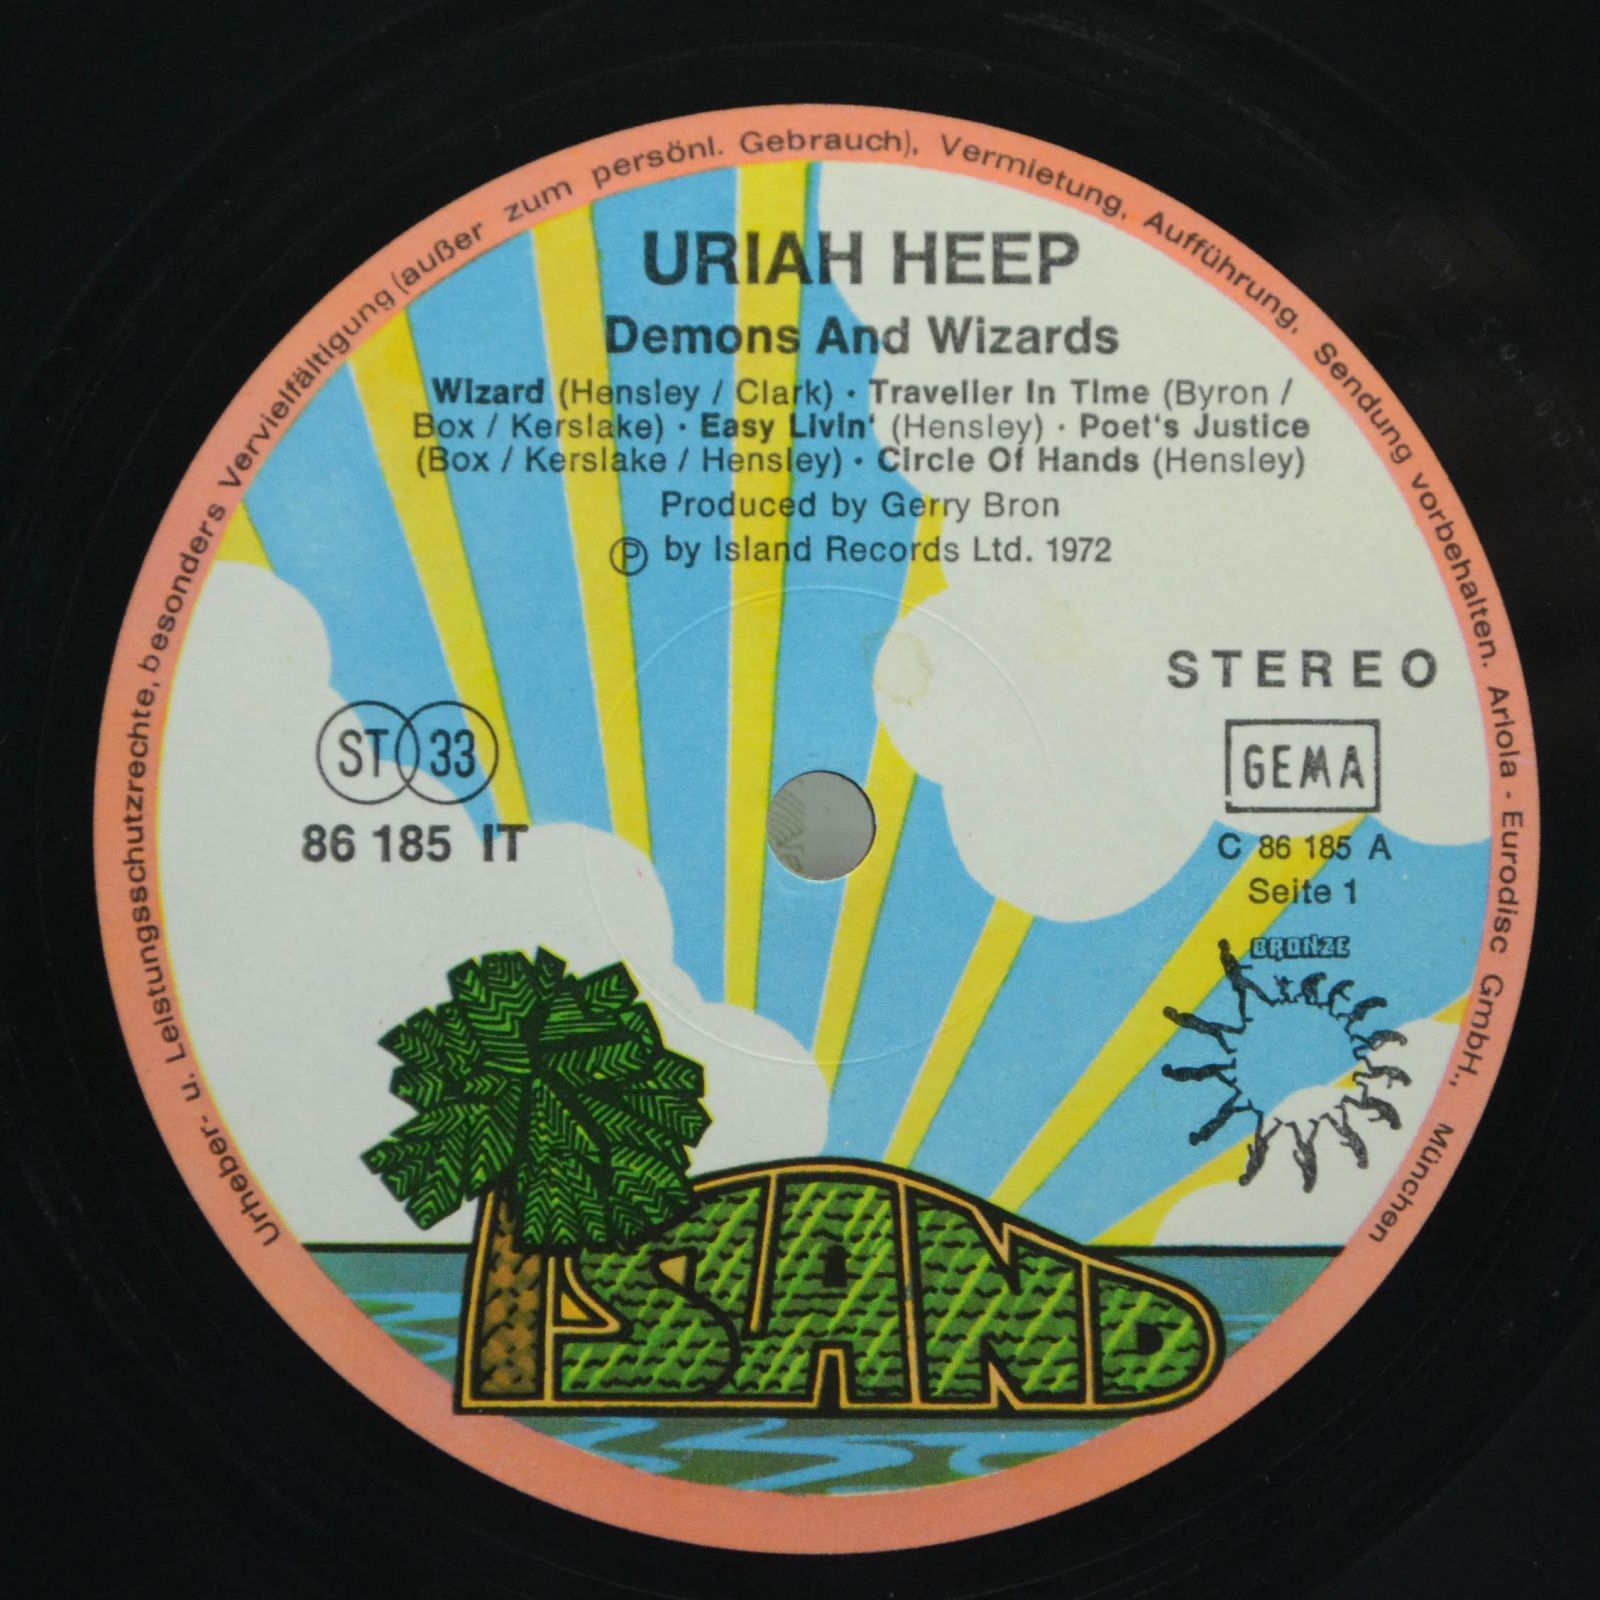 Urheber- u. Leistungsschutzrechte, besonders Vervielfältigung (außer zum persönl. Gebrauch), Vermietung, Aufführung, Sendung vorbehalten. Ariola · Eurodisc GmbH., München
URIAH HEEP
Demons And Wizards
Wizard (Hensley / Clark) · Traveller In Time (Byron /
Box / Kerslake) · Easy Livin' (Hensley) · Poet's Justice
(Box / Kerslake / Hensley) · Circle Of Hands (Hensley)
Produced by Gerry Bron
Ⓟ by Island Records Ltd. 1972
STEREO
ST 33
GEMA
86 185 IT
C 86 185 A
Seite 1
BRONZE
ISLAND